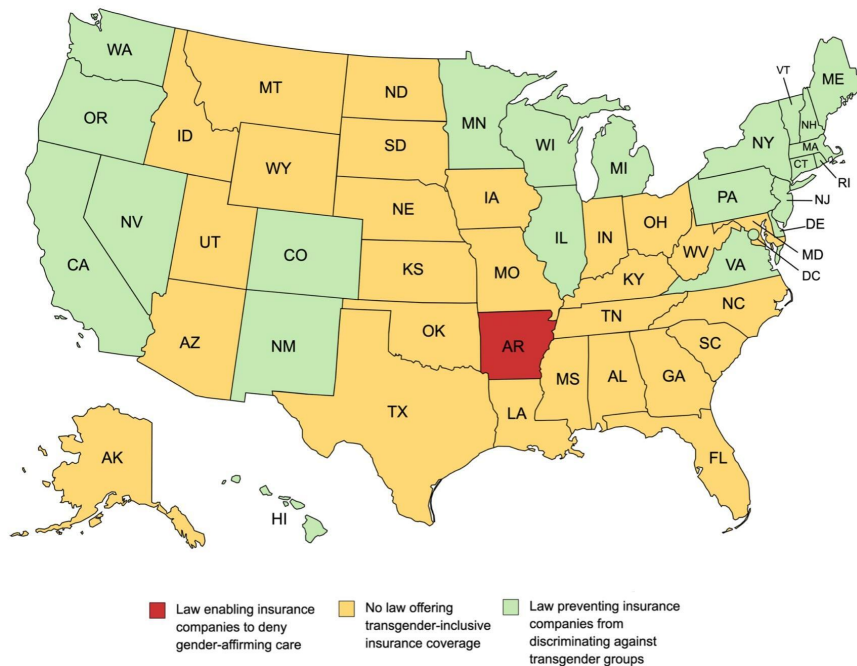 WA
OR
CA
NV
ID
MT
WY
UT
AZ
CO
NM
ND
SD
NE
KS
OK
TX
MN
IA
MO
AR
LA
WI
IL
MI
IN
OH
KY
TN
MS
AL
GA
FL
SC
NC
VA
WV
PA
NY
VT
NH
ME
MA
CT
RI
NJ
DE
MD
DC
AK
HI
Law enabling insurance
companies to deny
gender-affirming care
No law offering
transgender-inclusive
insurance coverage
Law preventing insurance
companies from
discriminating against
transgender groups